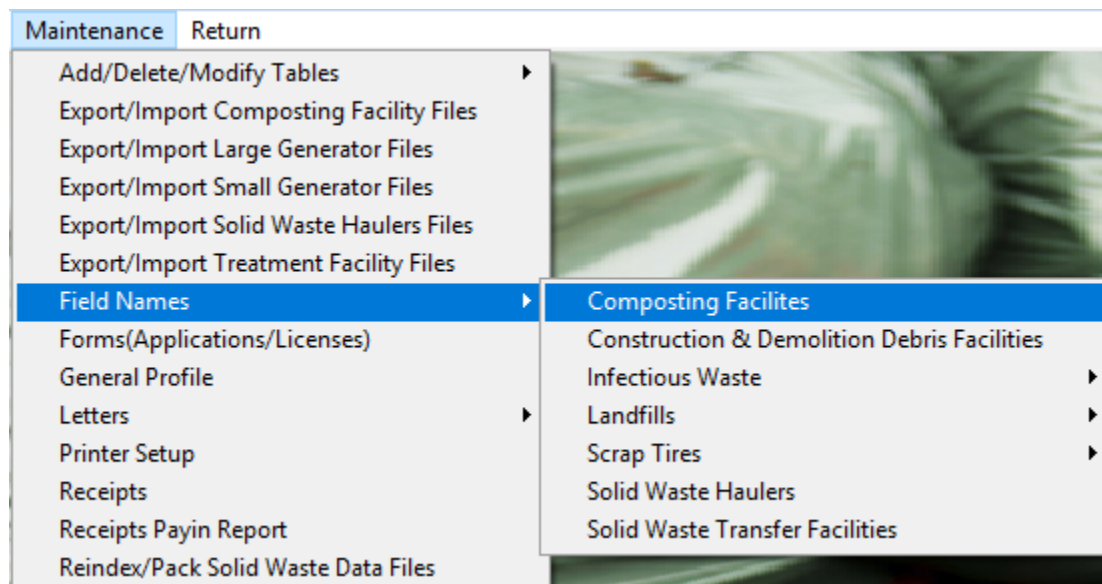 Maintenance Return
Add/Delete/Modify Tables
Export/Import Composting Facility Files
Export/Import Large Generator Files
Export/Import Small Generator Files
Export/Import Solid Waste Haulers Files
Export/Import Treatment Facility Files
Field Names
Forms(Applications/Licenses)
General Profile
Letters
Printer Setup
Receipts
Receipts Payin Report
Reindex/Pack Solid Waste Data Files
Composting Facilites
Construction & Demolition Debris Facilities
Infectious Waste
Landfills
Scrap Tires
Solid Waste Haulers
Solid Waste Transfer Facilities